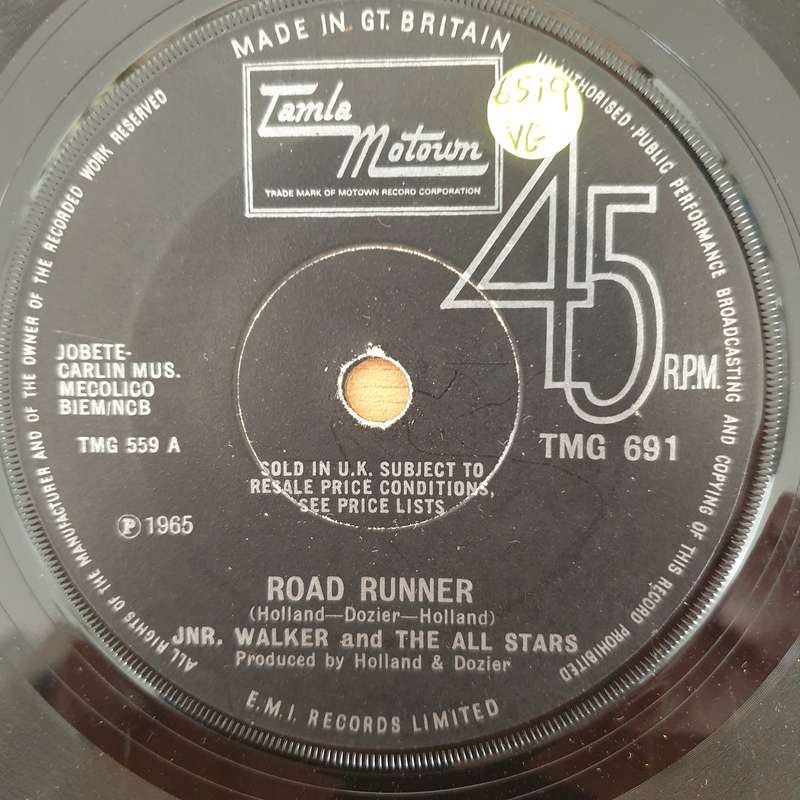 MADE IN GT. BRITAIN
UNAUTHORISED PUBLIC PERFORMANCE BROADCASTING AND COPYING OF THIS RECORD PROHIBITED
ALL RIGHTS OF THE MANUFACTURER AND OF THE OWNER OF THE RECORDED WORK RESERVED
Tamla
Motown
TRADE MARK OF MOTOWN RECORD CORPORATION
6519
VG
45
R.P.M.
JOBETE-
CARLIN MUS.
MECOLICO
BIEM/NCB
TMG 559 A
TMG 691
SOLD IN U.K. SUBJECT TO
RESALE PRICE CONDITIONS,
SEE PRICE LISTS
Ⓟ1965
ROAD RUNNER
(Holland—Dozier—Holland)
JNR. WALKER and THE ALL STARS
Produced by Holland & Dozier
E.M.I. RECORDS LIMITED